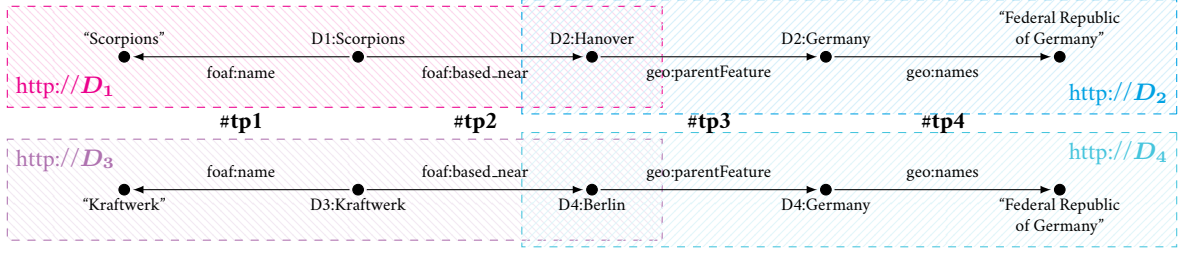 "Federal Republic
of Germany"
"Scorpions" D1:Scorpions D2:Hanover D2:Germany
foaf:name foaf:based_near geo:parentFeature geo:names
http://D1 http://D2
#tp1 #tp2 #tp3 #tp4
http://D3 http://D4
foaf:name foaf:based_near geo:parentFeature geo:names
"Kraftwerk" D3:Kraftwerk D4:Berlin D4:Germany "Federal Republic
of Germany"